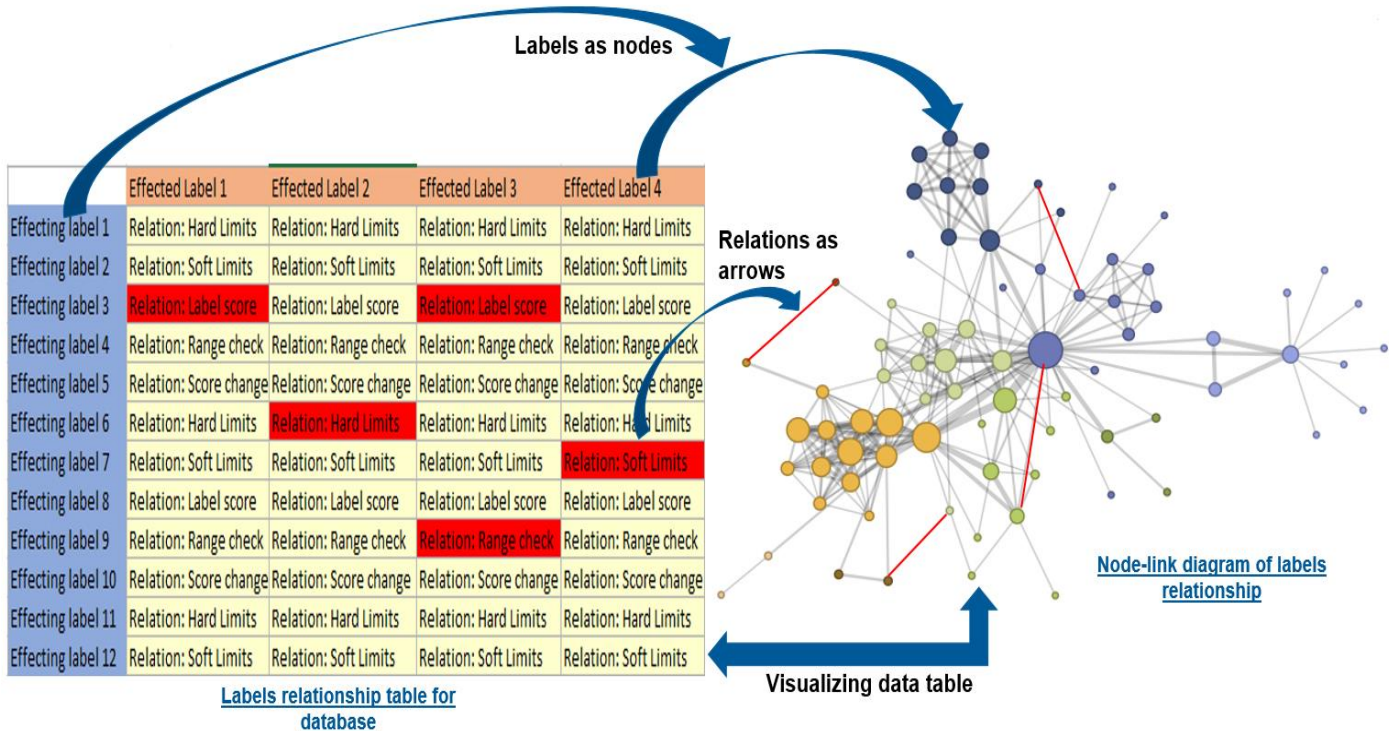 Labels as nodes
Effected Label 1 Effected Label 2 Effected Label 3 Effected Label 4
Effecting label 1 Relation: Hard Limits Relation: Hard Limits Relation: Hard Limits Relation: Hard Limits
Effecting label 2 Relation: Soft Limits Relation: Soft Limits Relation: Soft Limits Relation: Soft Limits
Effecting label 3 Relation: Label score Relation: Label score Relation: Label score Relation: Label score
Effecting label 4 Relation: Range check Relation: Range check Relation: Range check Relation: Range check
Effecting label 5 Relation: Score change Relation: Score change Relation: Score change Relation: Score change
Effecting label 6 Relation: Hard Limits Relation: Hard Limits Relation: Hard Limits Relation: Hard Limits
Effecting label 7 Relation: Soft Limits Relation: Soft Limits Relation: Soft Limits Relation: Soft Limits
Effecting label 8 Relation: Label score Relation: Label score Relation: Label score Relation: Label score
Effecting label 9 Relation: Range check Relation: Range check Relation: Range check Relation: Range check
Effecting label 10 Relation: Score change Relation: Score change Relation: Score change Relation: Score change
Effecting label 11 Relation: Hard Limits Relation: Hard Limits Relation: Hard Limits Relation: Hard Limits
Effecting label 12 Relation: Soft Limits Relation: Soft Limits Relation: Soft Limits Relation: Soft Limits
Labels relationship table for
database
Relations as
arrows
Node-link diagram of labels
relationship
Visualizing data table